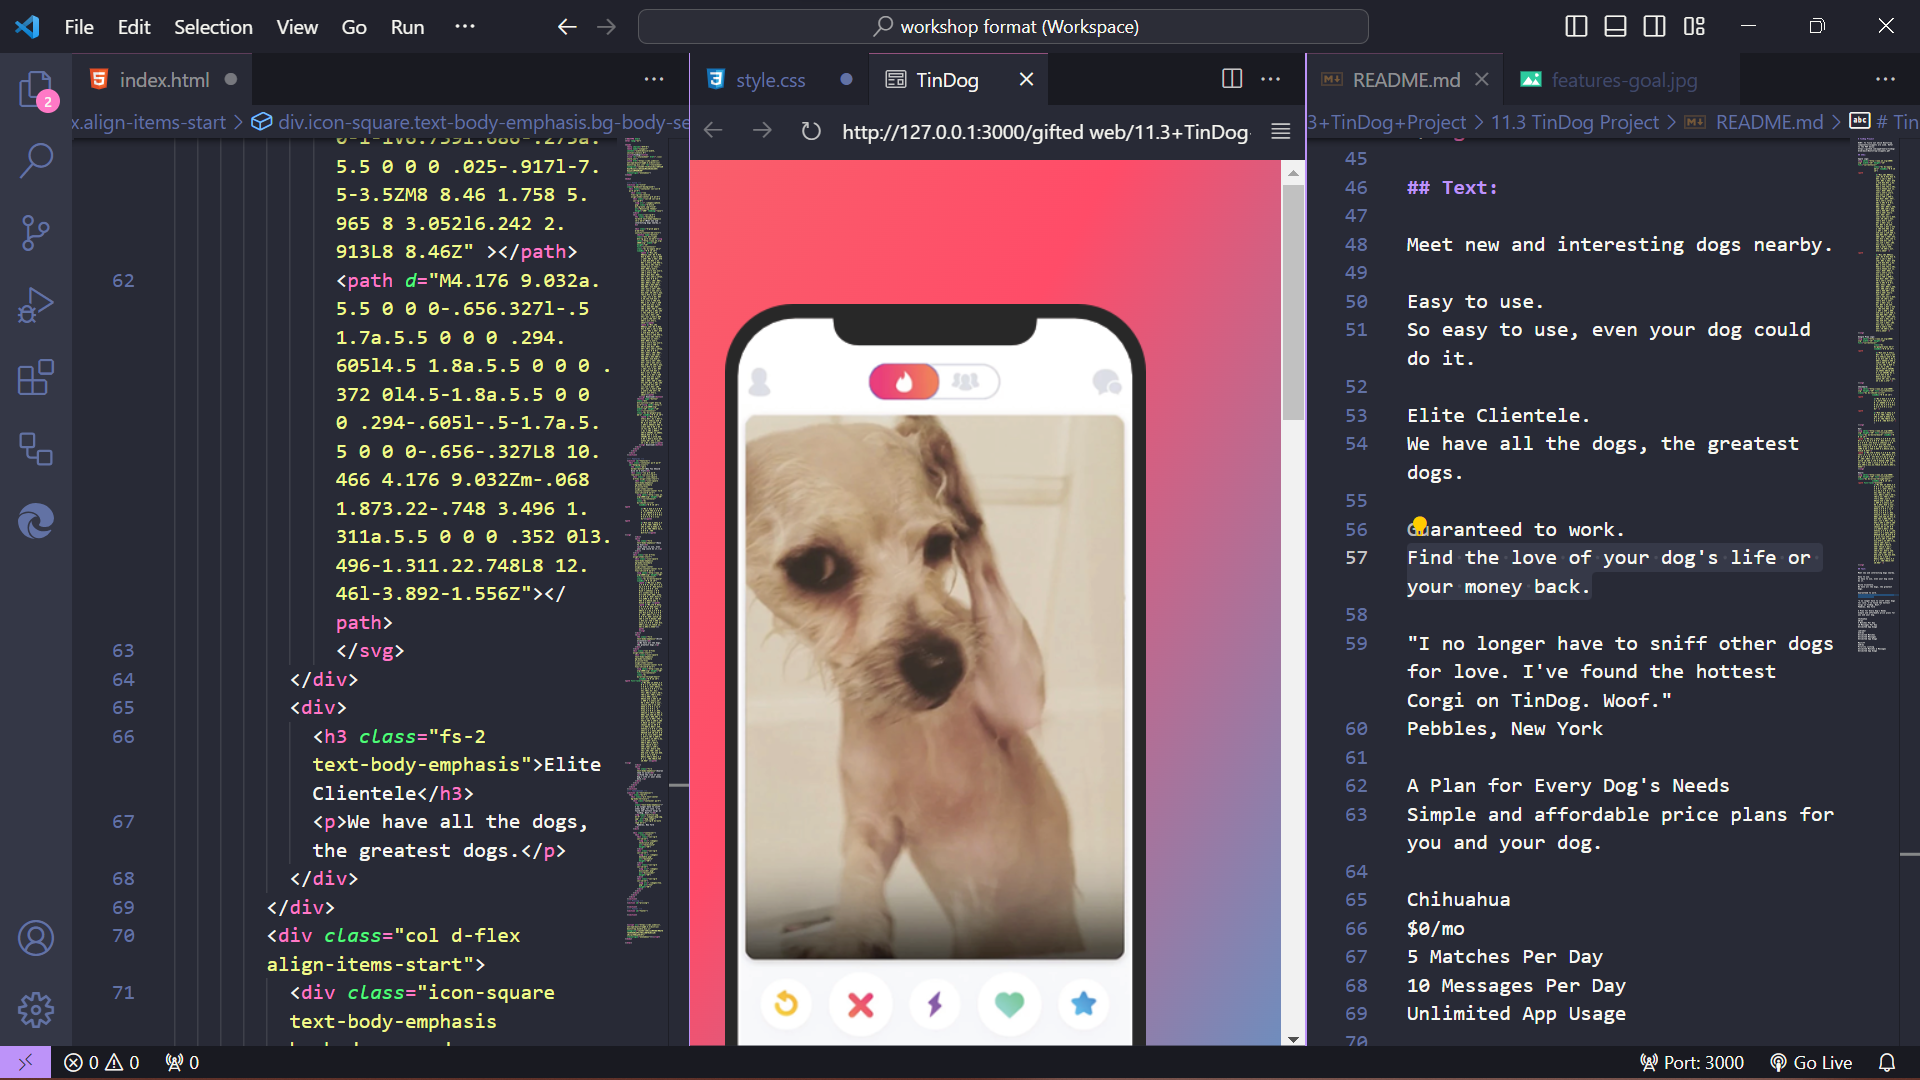 File Edit Selection View Go Run ··· workshop format (Workspace)
index.html
style.css TinDog
README.md features-goal.jpg
2
x.align-items-start > div.icon-square.text-body-emphasis.bg-body-se
http://127.0.0.1:3000/gifted web/11.3+TinDog
3+TinDog+Project > 11.3 TinDog Project > README.md > # Tin
5.5 0 0 0 .025-.917l-7.
5-3.5ZM8 8.46 1.758 5.
965 8 3.052l6.242 2.
913L8 8.46Z" ></path>
62 <path d="M4.176 9.032a.
5.5 0 0 0-.656.327l-.5
1.7a.5.5 0 0 0 .294.
605l4.5 1.8a.5.5 0 0 0 .
372 0l4.5-1.8a.5.5 0 0
0 .294-.605l-.5-1.7a.5.
5 0 0 0-.656-.327L8 10.
466 4.176 9.032Zm-.068
1.873.22-.748 3.496 1.
311a.5.5 0 0 0 .352 0l3.
496-1.311.22.748L8 12.
46l-3.892-1.556Z"></
path>
63 </svg>
64 </div>
65 <div>
66 <h3 class="fs-2
text-body-emphasis">Elite
Clientele</h3>
67 <p>We have all the dogs,
the greatest dogs.</p>
68 </div>
69 </div>
70 <div class="col d-flex
align-items-start">
71 <div class="icon-square
text-body-emphasis
45
46 ## Text:
47
48 Meet new and interesting dogs nearby.
49
50 Easy to use.
51 So easy to use, even your dog could
do it.
52
53 Elite Clientele.
54 We have all the dogs, the greatest
dogs.
55
56 Guaranteed to work.
57 Find the love of your dog's life or
your money back.
58
59 "I no longer have to sniff other dogs
for love. I've found the hottest
Corgi on TinDog. Woof."
60 Pebbles, New York
61
62 A Plan for Every Dog's Needs
63 Simple and affordable price plans for
you and your dog.
64
65 Chihuahua
66 $0/mo
67 5 Matches Per Day
68 10 Messages Per Day
69 Unlimited App Usage
70
0 0 0 Port: 3000 Go Live